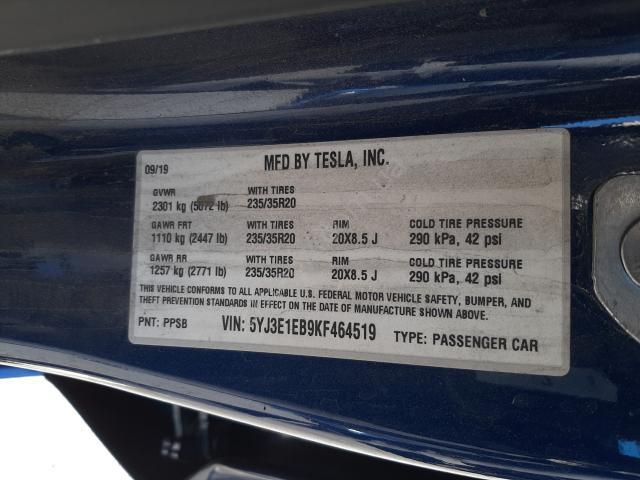 09/19 MFD BY TESLA, INC.
GVWR WITH TIRES
2301 kg (5072 lb) 235/35R20
GAWR FRT WITH TIRES RIM COLD TIRE PRESSURE
1110 kg (2447 lb) 235/35R20 20X8.5 J 290 kPa, 42 psi
GAWR RR WITH TIRES RIM COLD TIRE PRESSURE
1257 kg (2771 lb) 235/35R20 20X8.5 J 290 kPa, 42 psi
THIS VEHICLE CONFORMS TO ALL APPLICABLE U.S. FEDERAL MOTOR VEHICLE SAFETY, BUMPER, AND
THEFT PREVENTION STANDARDS IN EFFECT ON THE DATE OF MANUFACTURE SHOWN ABOVE.
PNT: PPSB VIN: 5YJ3E1EB9KF464519 TYPE: PASSENGER CAR